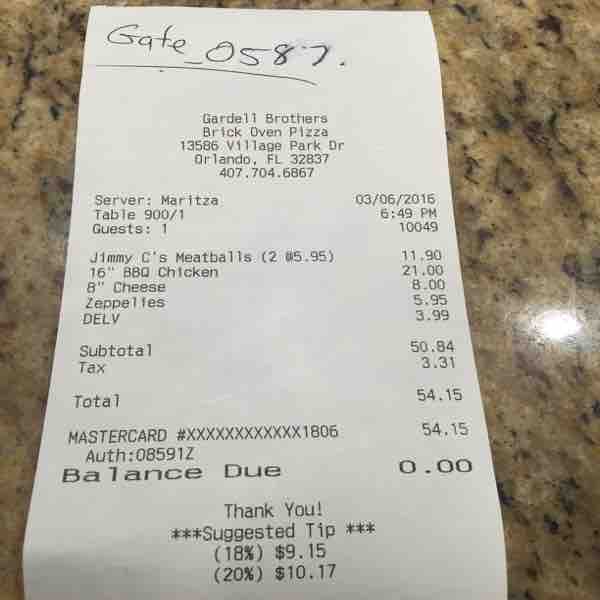 Gate_0587.
Gardell Brothers
Brick Oven Pizza
13586 Village Park Dr
Orlando, FL 32837
407.704.6867
Server: Maritza 03/06/2016
Table 900/1 6:49 PM
Guests: 1 10049
Jimmy C's Meatballs (2 @5.95) 11.90
16" BBQ Chicken 21.00
8" Cheese 8.00
Zeppelies 5.95
DELV 3.99
Subtotal 50.84
Tax 3.31
Total 54.15
MASTERCARD #XXXXXXXXXXXX1806 54.15
Auth:08591Z
Balance Due 0.00
Thank You!
***Suggested Tip ***
(18%) $9.15
(20%) $10.17